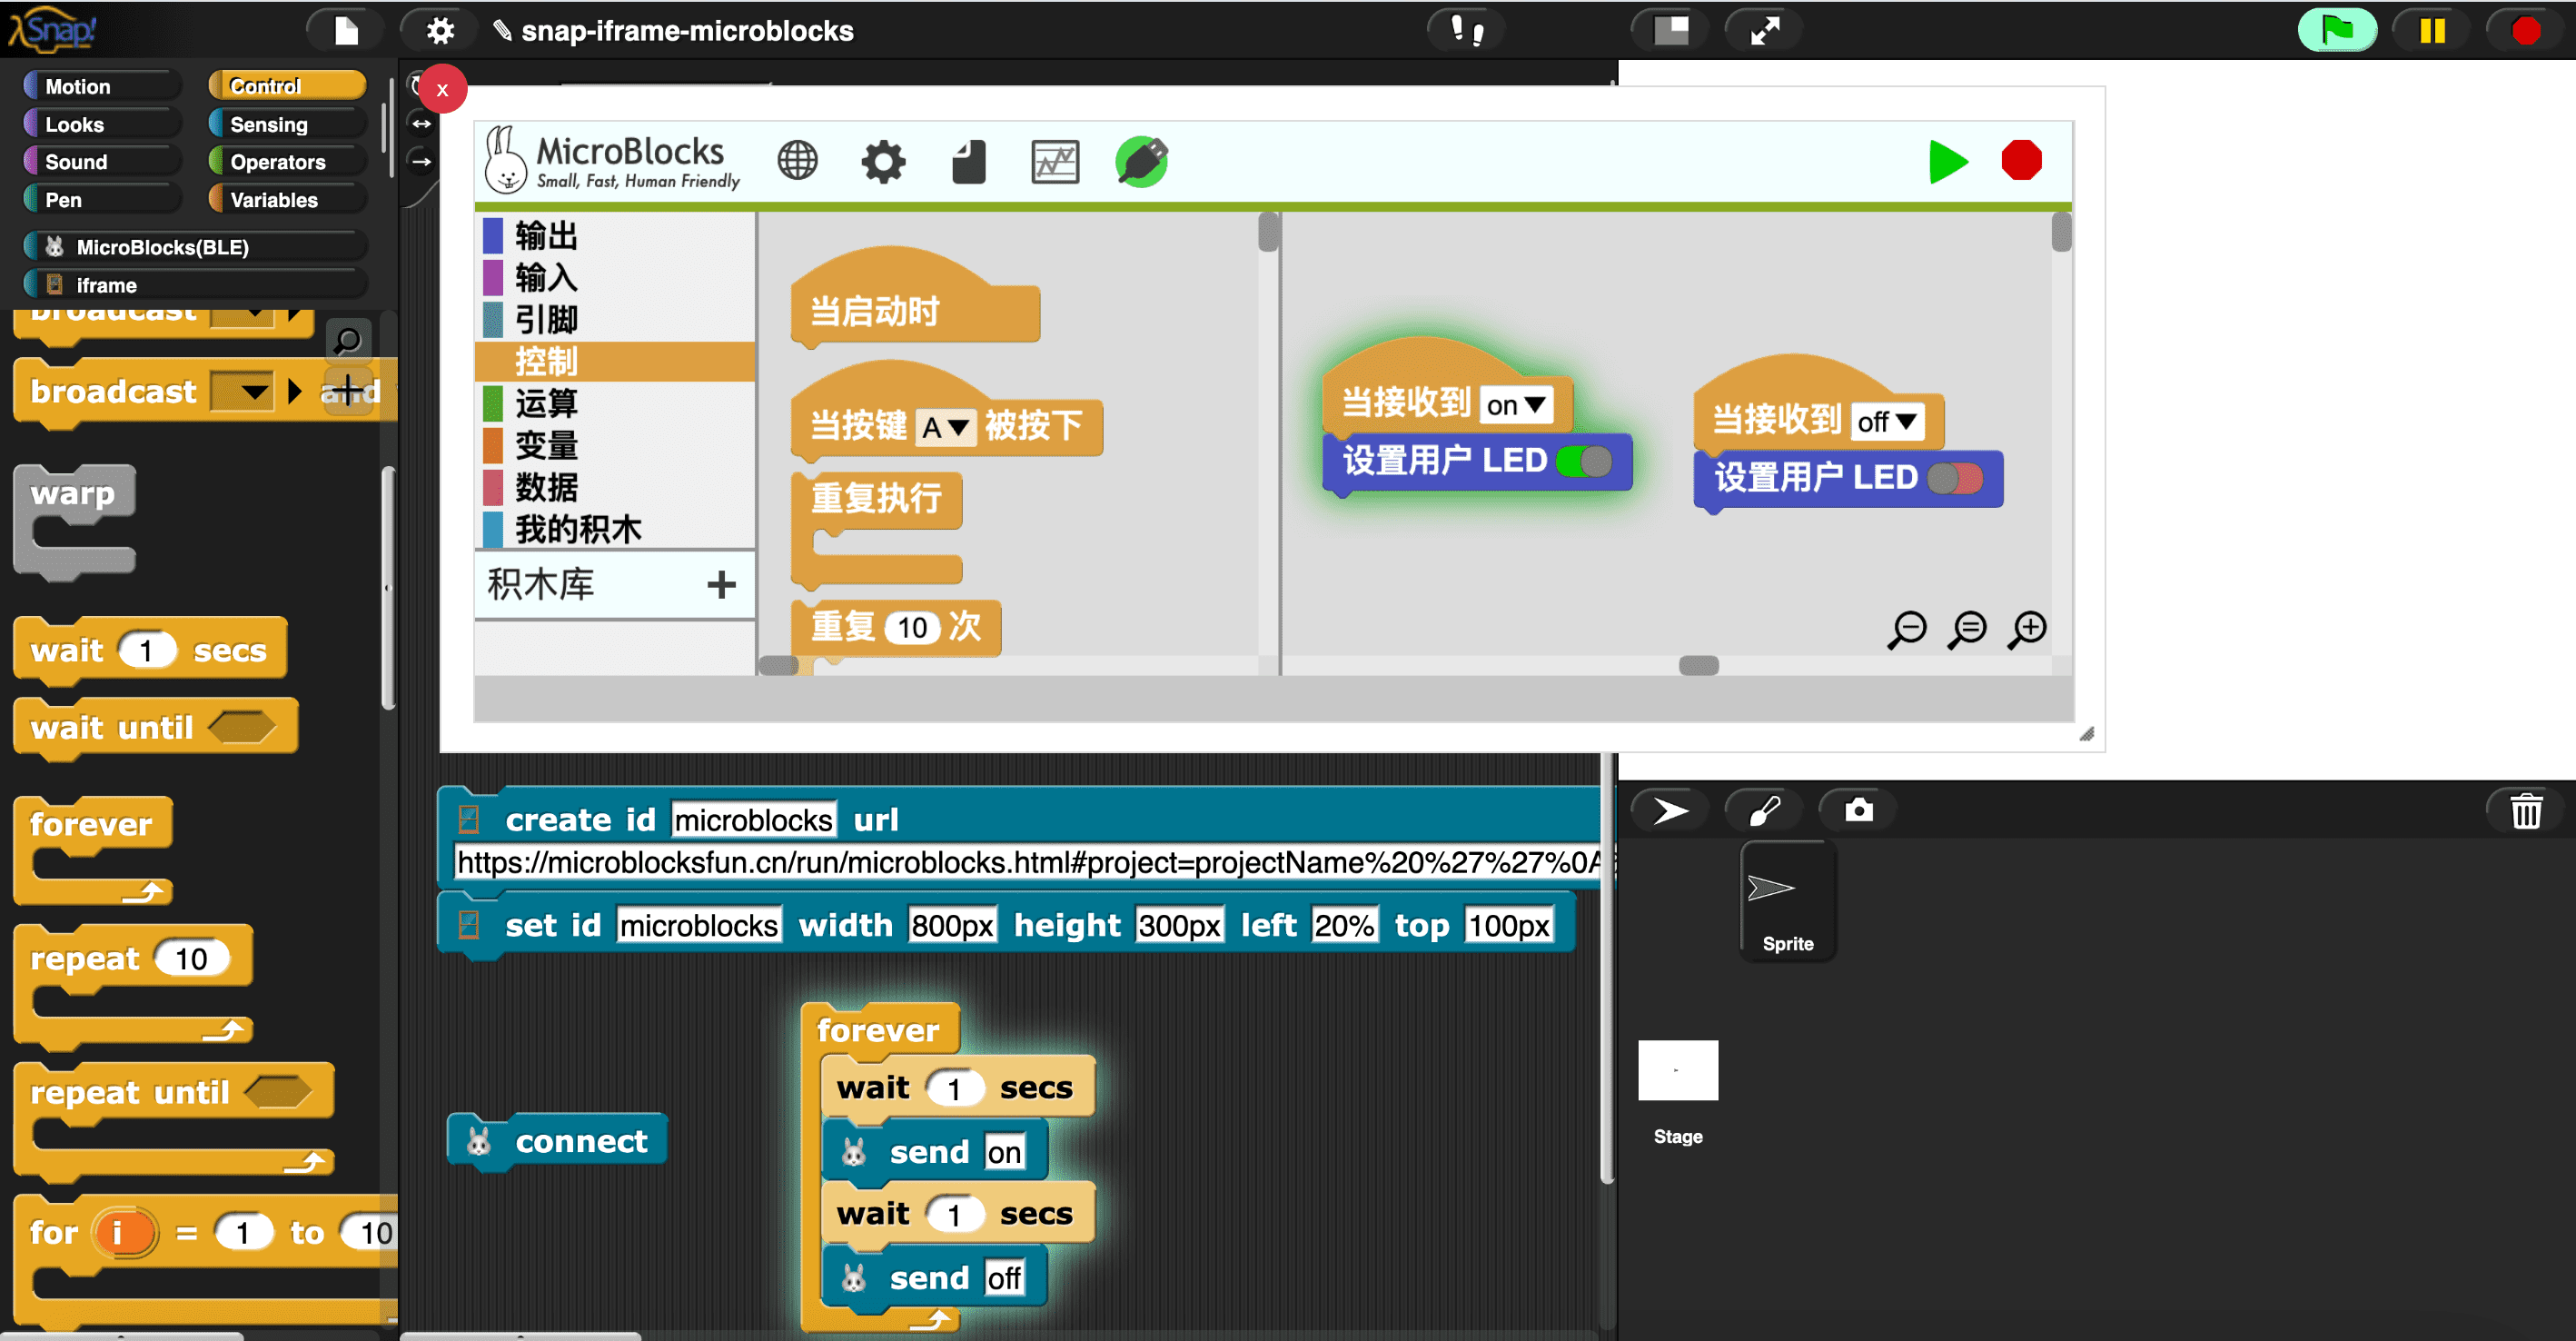 Snap!
snap-iframe-microblocks
Motion
Control
Looks
Sensing
Sound
Operators
Pen
Variables
MicroBlocks(BLE)
iframe
broadcast
broadcast and
warp
wait 1 secs
wait until
forever
repeat 10
repeat until
for i = 1 to 10
x
MicroBlocks
Small, Fast, Human Friendly
输出
输入
引脚
控制
运算
变量
数据
我的积木
积木库 +
当启动时
当按键 A 被按下
重复执行
重复 10 次
当接收到 on
设置用户 LED
当接收到 off
设置用户 LED
create id microblocks url
https://microblocksfun.cn/run/microblocks.html#project=projectName%20%27%27%0A
set id microblocks width 800px height 300px left 20% top 100px
connect
forever
wait 1 secs
send on
wait 1 secs
send off
Sprite
Stage